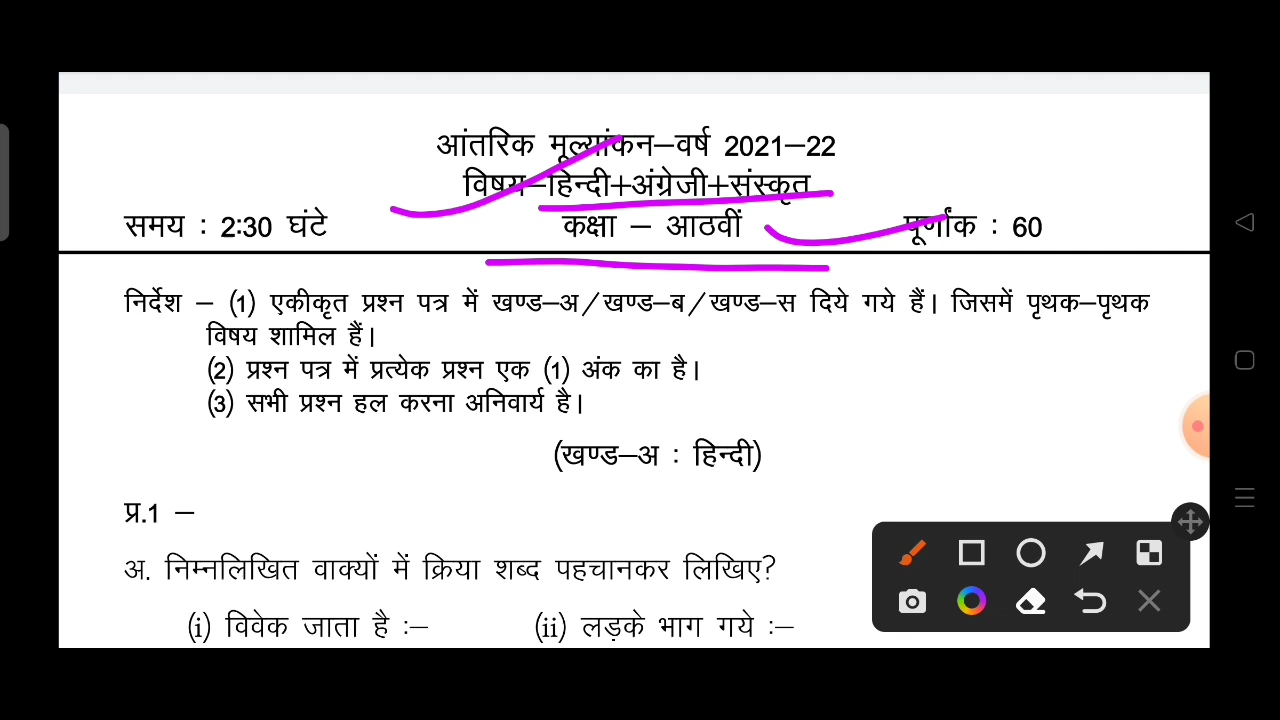 आंतरिक मूल्यांकन–वर्ष 2021–22
विषय–हिन्दी+अंग्रेजी+संस्कृत
समय : 2:30 घंटे कक्षा – आठवीं पूर्णांक : 60
निर्देश – (1) एकीकृत प्रश्न पत्र में खण्ड–अ/खण्ड–ब/खण्ड–स दिये गये हैं। जिसमें पृथक–पृथक
विषय शामिल हैं।
(2) प्रश्न पत्र में प्रत्येक प्रश्न एक (1) अंक का है।
(3) सभी प्रश्न हल करना अनिवार्य है।
(खण्ड–अ : हिन्दी)
प्र.1 –
अ. निम्नलिखित वाक्यों में क्रिया शब्द पहचानकर लिखिए?
(i) विवेक जाता है :– (ii) लड़के भाग गये :–